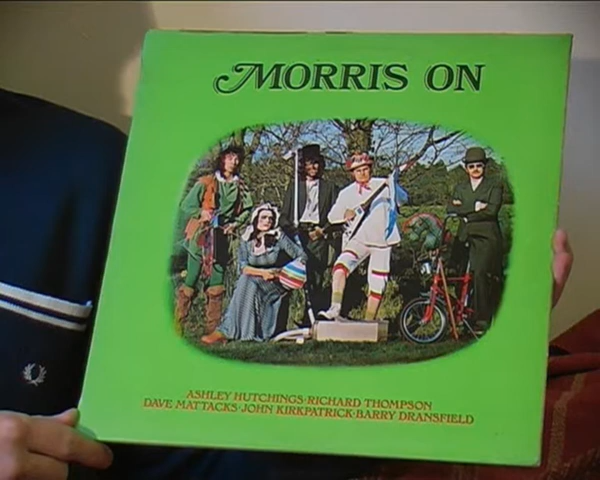 MORRIS ON
ASHLEY HUTCHINGS·RICHARD THOMPSON
DAVE MATTACKS·JOHN KIRKPATRICK·BARRY DRANSFIELD